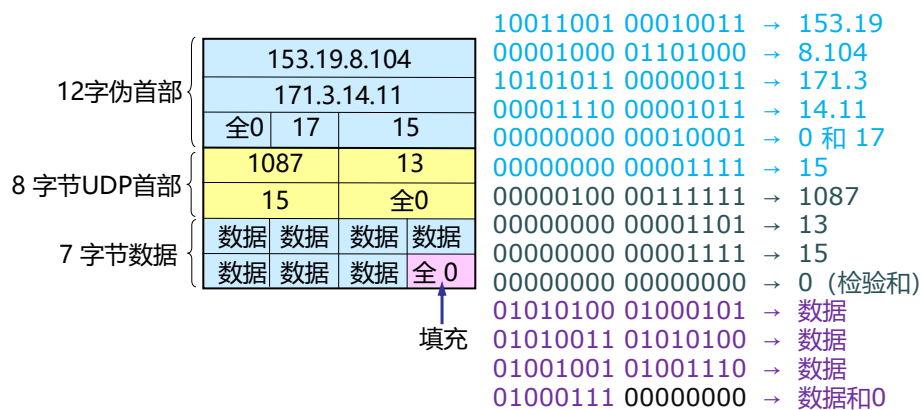 12字伪首部
153.19.8.104
171.3.14.11
全0 17 15
8 字节UDP首部
1087 13
15 全0
7 字节数据
数据 数据 数据 数据
数据 数据 数据 全 0
填充
10011001 00010011 → 153.19
00001000 01101000 → 8.104
10101011 00000011 → 171.3
00001110 00001011 → 14.11
00000000 00010001 → 0 和 17
00000000 00001111 → 15
00000100 00111111 → 1087
00000000 00001101 → 13
00000000 00001111 → 15
00000000 00000000 → 0 (检验和)
01010100 01000101 → 数据
01010011 01010100 → 数据
01001001 01001110 → 数据
01000111 00000000 → 数据和0